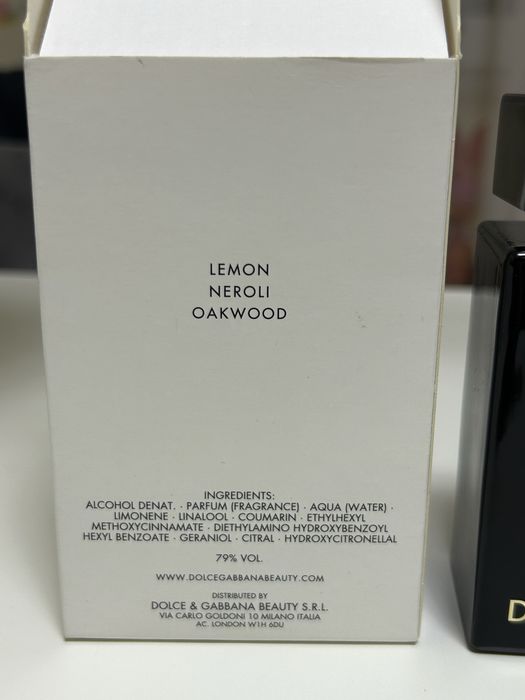 LEMON
NEROLI
OAKWOOD
INGREDIENTS:
ALCOHOL DENAT. · PARFUM (FRAGRANCE) · AQUA (WATER) ·
LIMONENE · LINALOOL · COUMARIN · ETHYLHEXYL
METHOXYCINNAMATE · DIETHYLAMINO HYDROXYBENZOYL
HEXYL BENZOATE · GERANIOL · CITRAL · HYDROXYCITRONELLAL
79% VOL.
WWW.DOLCEGABBANABEAUTY.COM
DISTRIBUTED BY
DOLCE & GABBANA BEAUTY S.R.L.
VIA CARLO GOLDONI 10 MILANO ITALIA
AC. LONDON W1H 6DU
D